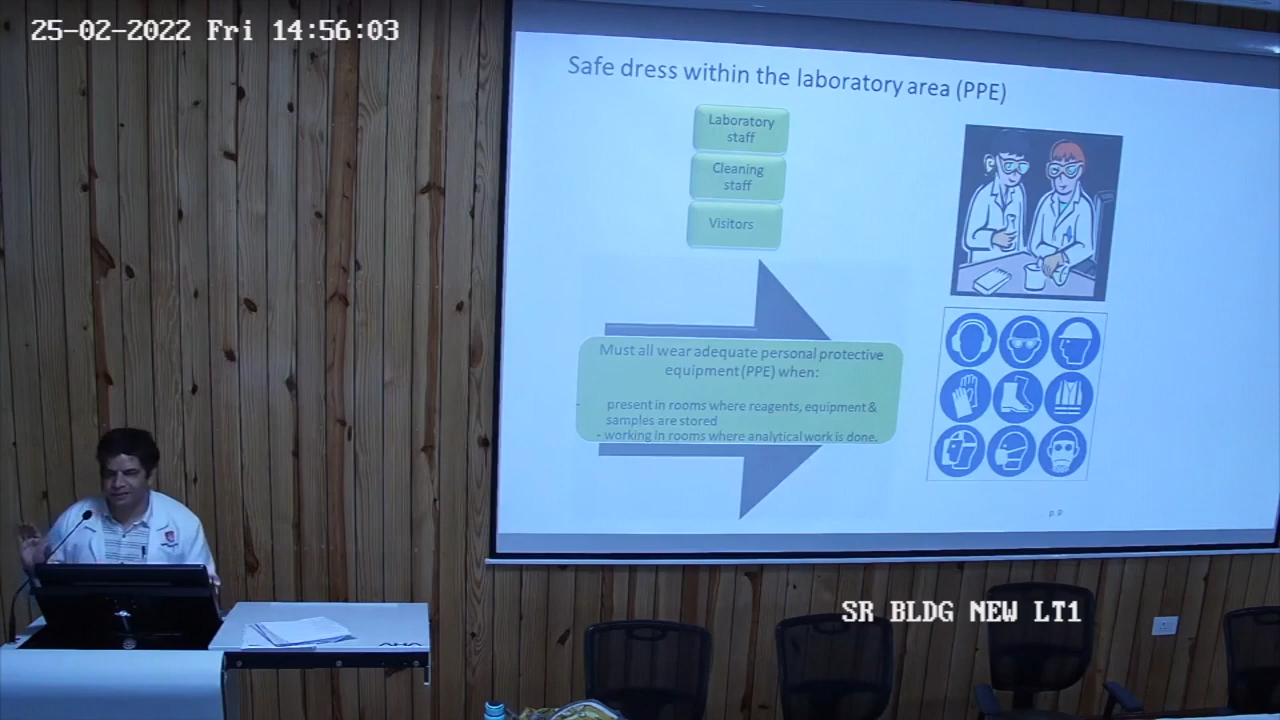 25-02-2022 Fri 14:56:03
Safe dress within the laboratory area (PPE)
Laboratory
staff
Cleaning
staff
Visitors
Must all wear adequate personal protective
equipment (PPE) when:
- present in rooms where reagents, equipment &
samples are stored
- working in rooms where analytical work is done.
SR BLDG NEW LT1